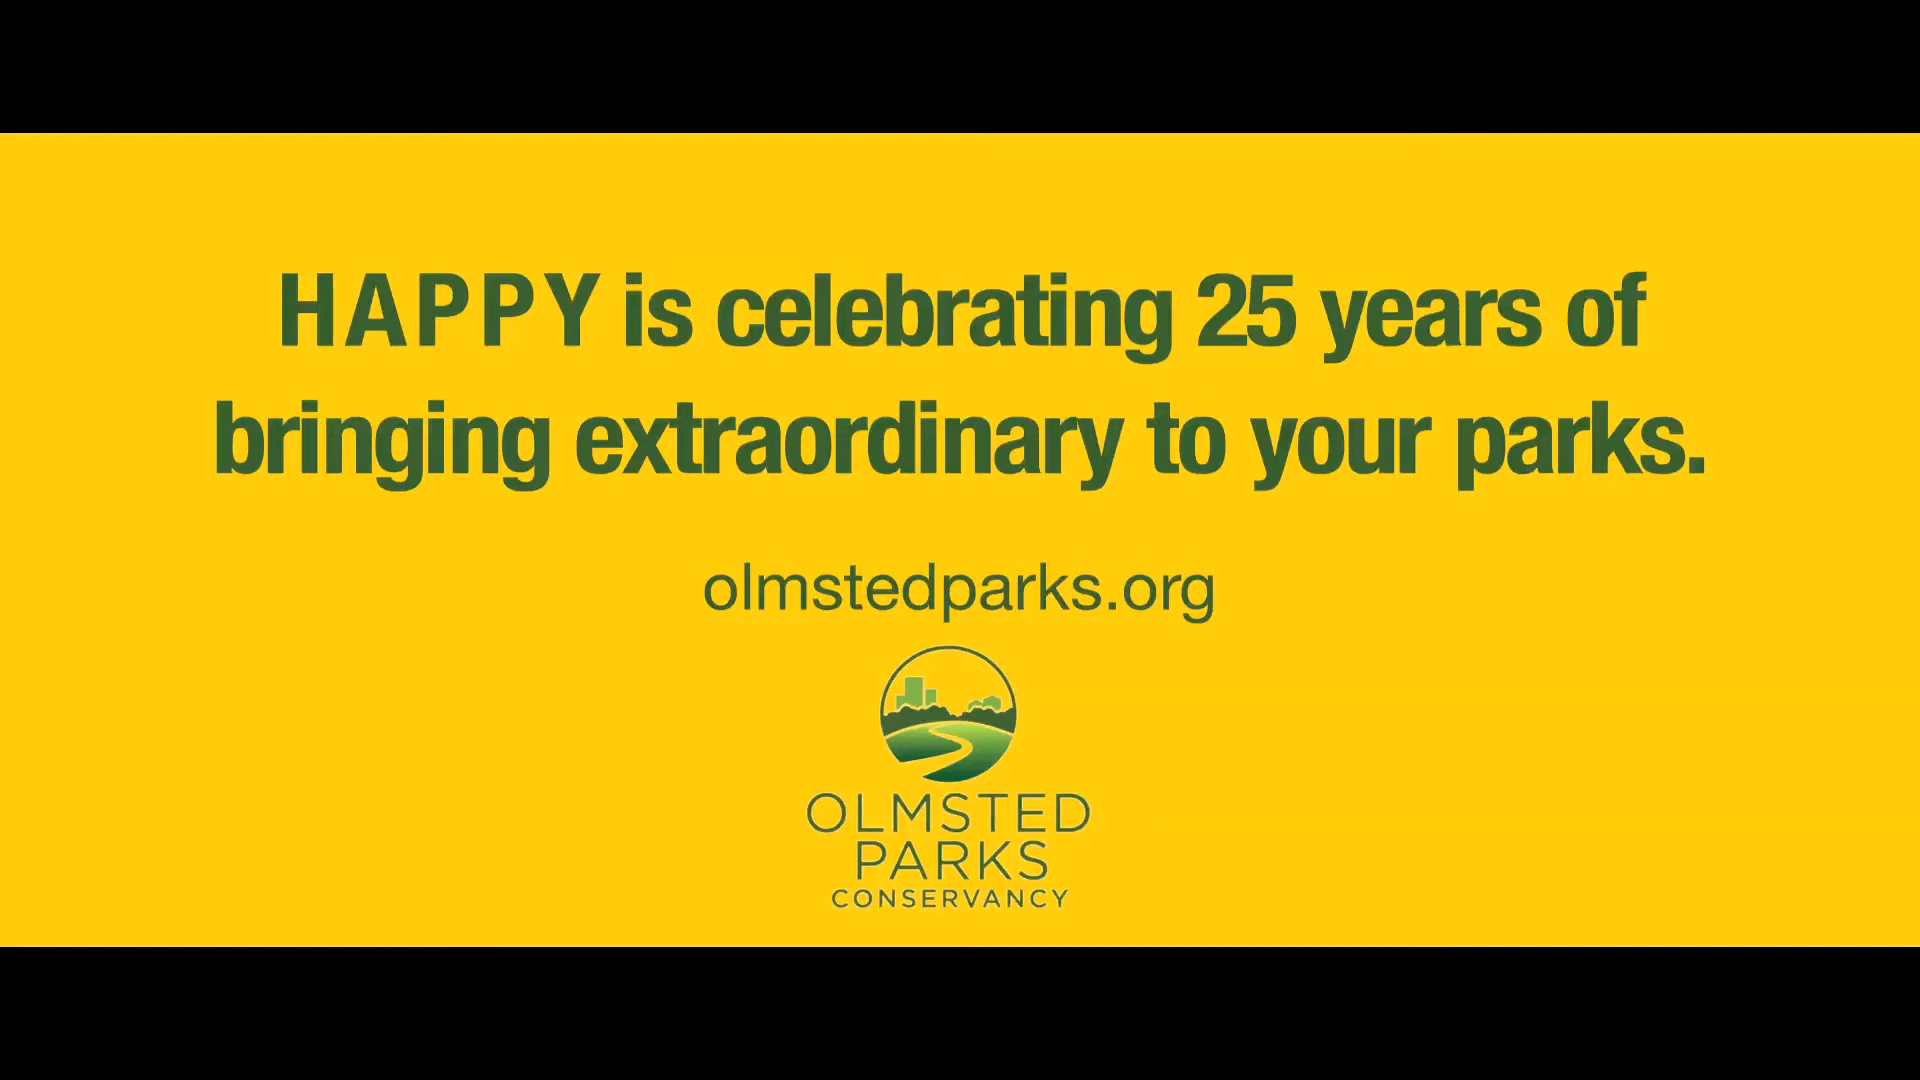 HAPPY is celebrating 25 years of
bringing extraordinary to your parks.
olmstedparks.org
OLMSTED
PARKS
CONSERVANCY